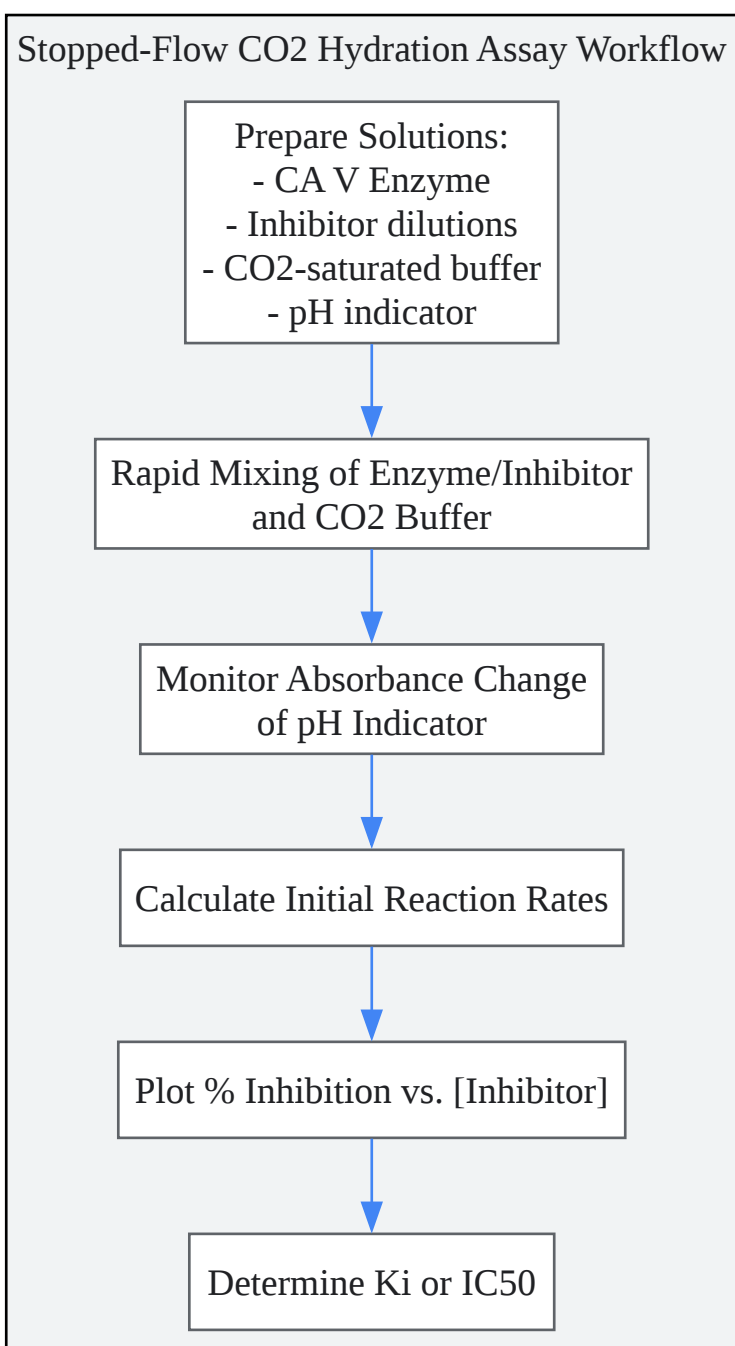 Stopped-Flow CO2 Hydration Assay Workflow
Prepare Solutions:
- CA V Enzyme
- Inhibitor dilutions
- CO2-saturated buffer
- pH indicator
Rapid Mixing of Enzyme/Inhibitor
and CO2 Buffer
Monitor Absorbance Change
of pH Indicator
Calculate Initial Reaction Rates
Plot % Inhibition vs. [Inhibitor]
Determine Ki or IC50